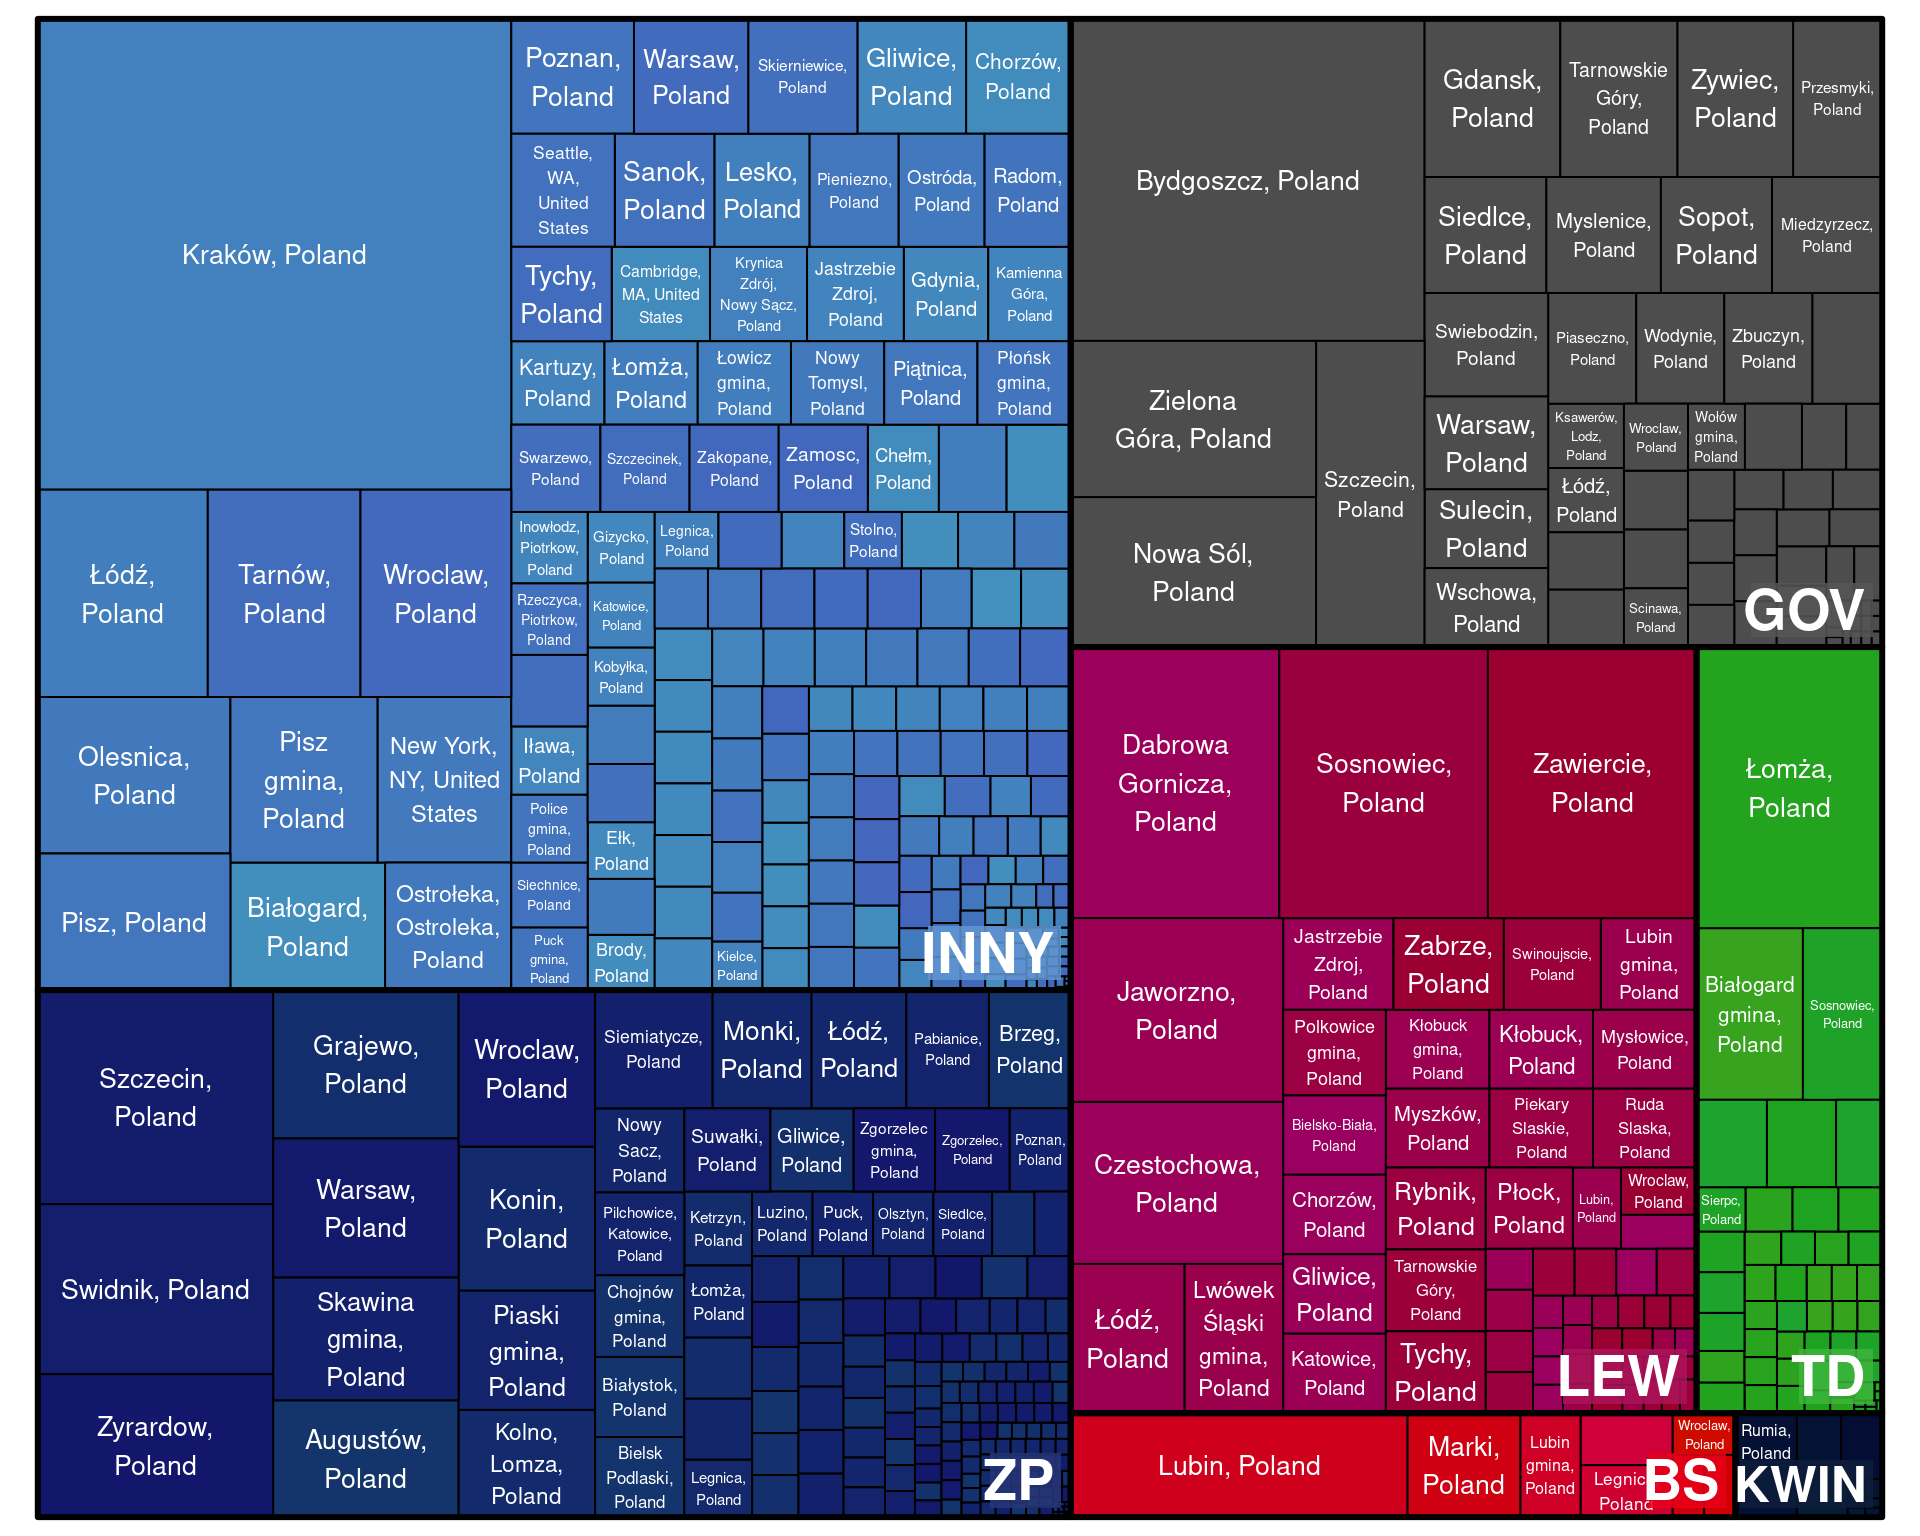 Kraków, Poland
Poznan,
Poland
Warsaw,
Poland
Skierniewice,
Poland
Gliwice,
Poland
Chorzów,
Poland
Seattle,
WA,
United
States
Sanok,
Poland
Lesko,
Poland
Pieniezno,
Poland
Ostróda,
Poland
Radom,
Poland
Tychy,
Poland
Cambridge,
MA, United
States
Krynica
Zdrój,
Nowy Sącz,
Poland
Jastrzebie
Zdroj,
Poland
Gdynia,
Poland
Kamienna
Góra,
Poland
Kartuzy,
Poland
Łomża,
Poland
Łowicz
gmina,
Poland
Nowy
Tomysl,
Poland
Piątnica,
Poland
Płońsk
gmina,
Poland
Swarzewo,
Poland
Szczecinek,
Poland
Zakopane,
Poland
Zamosc,
Poland
Chełm,
Poland
Łódź,
Poland
Tarnów,
Poland
Wroclaw,
Poland
Inowłodz,
Piotrkow,
Poland
Gizycko,
Poland
Legnica,
Poland
Stolno,
Poland
Rzeczyca,
Piotrkow,
Poland
Katowice,
Poland
Kobyłka,
Poland
Olesnica,
Poland
Pisz
gmina,
Poland
New York,
NY, United
States
Iława,
Poland
Police
gmina,
Poland
Ełk,
Poland
Pisz, Poland
Białogard,
Poland
Ostrołeka,
Ostroleka,
Poland
Siechnice,
Poland
Puck
gmina,
Poland
Brody,
Poland
Kielce,
Poland
INNY
Bydgoszcz, Poland
Gdansk,
Poland
Tarnowskie
Góry,
Poland
Zywiec,
Poland
Przesmyki,
Poland
Siedlce,
Poland
Myslenice,
Poland
Sopot,
Poland
Miedzyrzecz,
Poland
Swiebodzin,
Poland
Piaseczno,
Poland
Wodynie,
Poland
Zbuczyn,
Poland
Zielona
Góra, Poland
Szczecin,
Poland
Warsaw,
Poland
Ksawerów,
Lodz,
Poland
Wroclaw,
Poland
Wołów
gmina,
Poland
Nowa Sól,
Poland
Sulecin,
Poland
Łódź,
Poland
Wschowa,
Poland
Scinawa,
Poland
GOV
Dabrowa
Gornicza,
Poland
Sosnowiec,
Poland
Zawiercie,
Poland
Jaworzno,
Poland
Jastrzebie
Zdroj,
Poland
Zabrze,
Poland
Swinoujscie,
Poland
Lubin
gmina,
Poland
Polkowice
gmina,
Poland
Kłobuck
gmina,
Poland
Kłobuck,
Poland
Mysłowice,
Poland
Czestochowa,
Poland
Bielsko-Biała,
Poland
Myszków,
Poland
Piekary
Slaskie,
Poland
Ruda
Slaska,
Poland
Chorzów,
Poland
Rybnik,
Poland
Płock,
Poland
Lubin,
Poland
Wroclaw,
Poland
Łódź,
Poland
Lwówek
Śląski
gmina,
Poland
Gliwice,
Poland
Tarnowskie
Góry,
Poland
Katowice,
Poland
Tychy,
Poland
LEW
Łomża,
Poland
Białogard
gmina,
Poland
Sosnowiec,
Poland
Sierpc,
Poland
TD
Szczecin,
Poland
Grajewo,
Poland
Wroclaw,
Poland
Siemiatycze,
Poland
Monki,
Poland
Łódź,
Poland
Pabianice,
Poland
Brzeg,
Poland
Nowy
Sacz,
Poland
Suwałki,
Poland
Gliwice,
Poland
Zgorzelec
gmina,
Poland
Zgorzelec,
Poland
Poznan,
Poland
Swidnik, Poland
Warsaw,
Poland
Konin,
Poland
Pilchowice,
Katowice,
Poland
Ketrzyn,
Poland
Luzino,
Poland
Puck,
Poland
Olsztyn,
Poland
Siedlce,
Poland
Skawina
gmina,
Poland
Piaski
gmina,
Poland
Chojnów
gmina,
Poland
Łomża,
Poland
Zyrardow,
Poland
Augustów,
Poland
Kolno,
Lomza,
Poland
Białystok,
Poland
Bielsk
Podlaski,
Poland
Legnica,
Poland
ZP
Lubin, Poland
Marki,
Poland
Lubin
gmina,
Poland
Legnica,
Poland
Wroclaw,
Poland
BS
Rumia,
Poland
KWIN